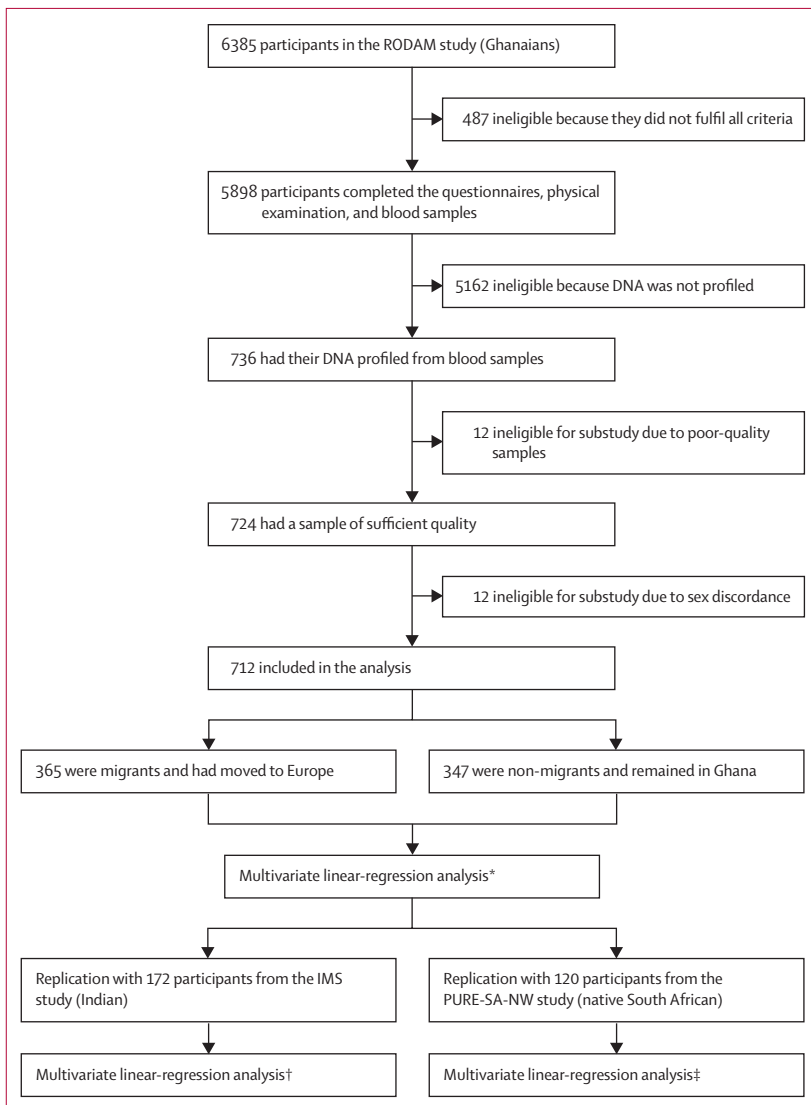 6385 participants in the RODAM study (Ghanaians)
487 ineligible because they did not fulfil all criteria
5898 participants completed the questionnaires, physical
examination, and blood samples
5162 ineligible because DNA was not profiled
736 had their DNA profiled from blood samples
12 ineligible for substudy due to poor-quality
samples
724 had a sample of sufficient quality
12 ineligible for substudy due to sex discordance
712 included in the analysis
365 were migrants and had moved to Europe
347 were non-migrants and remained in Ghana
Multivariate linear-regression analysis*
Replication with 172 participants from the IMS
study (Indian)
Replication with 120 participants from the
PURE-SA-NW study (native South African)
Multivariate linear-regression analysis†
Multivariate linear-regression analysis‡